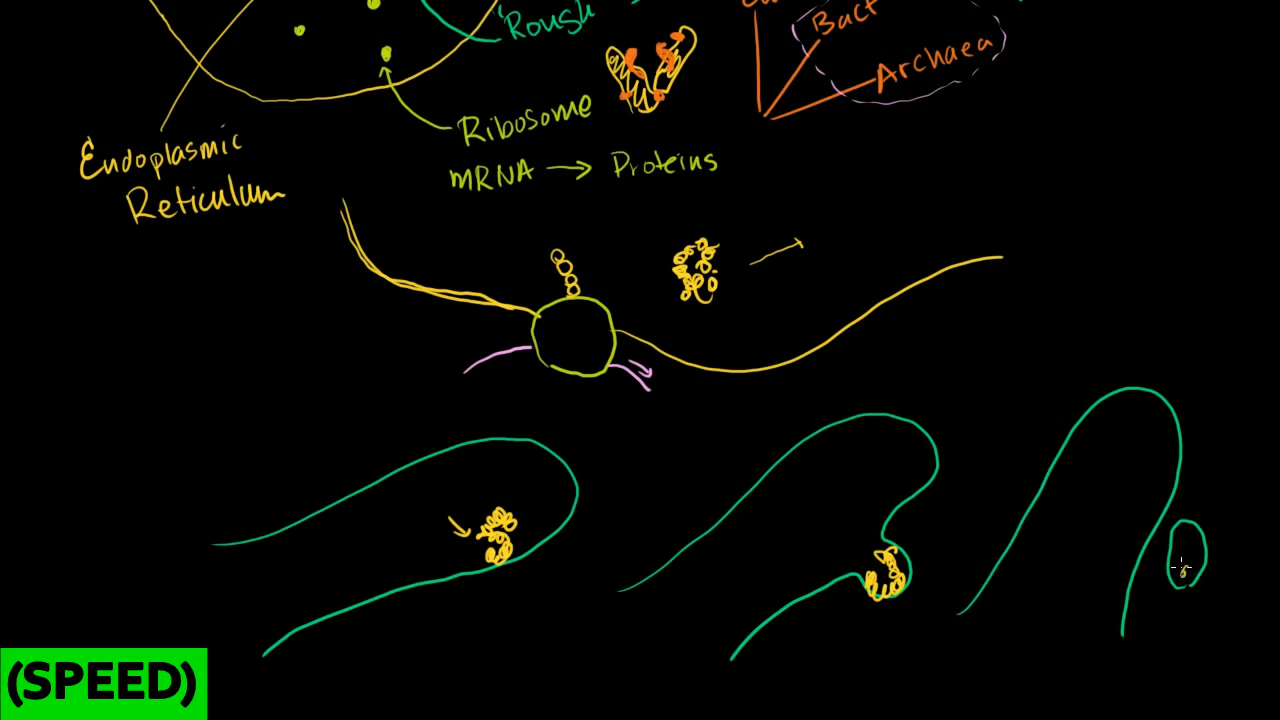 Rough
Bact
Archaea
Ribosome
mRNA → Proteins
Endoplasmic
Reticulum
(SPEED)